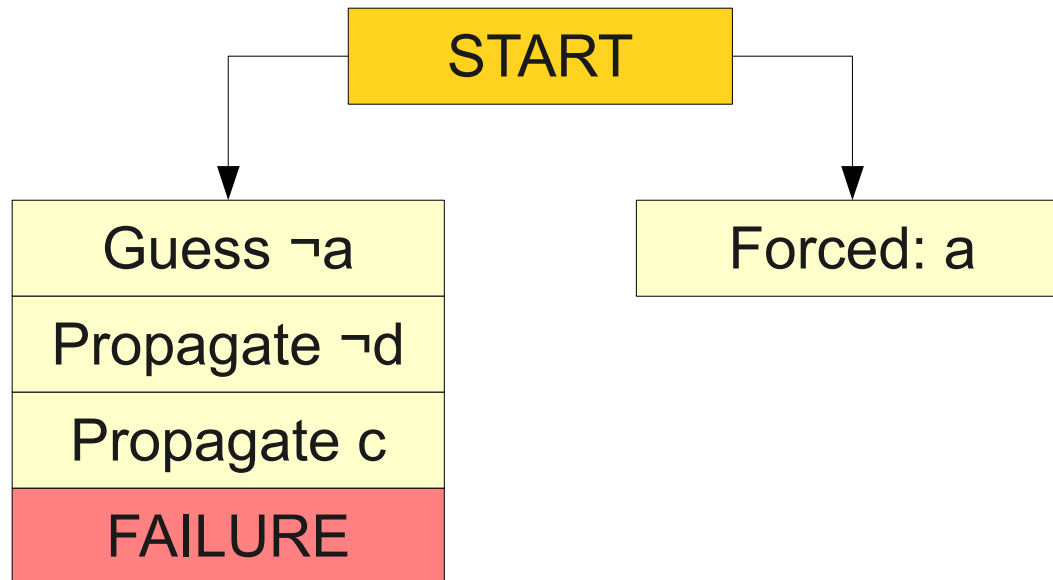 START
Guess ¬a
Forced: a
Propagate ¬d
Propagate c
FAILURE